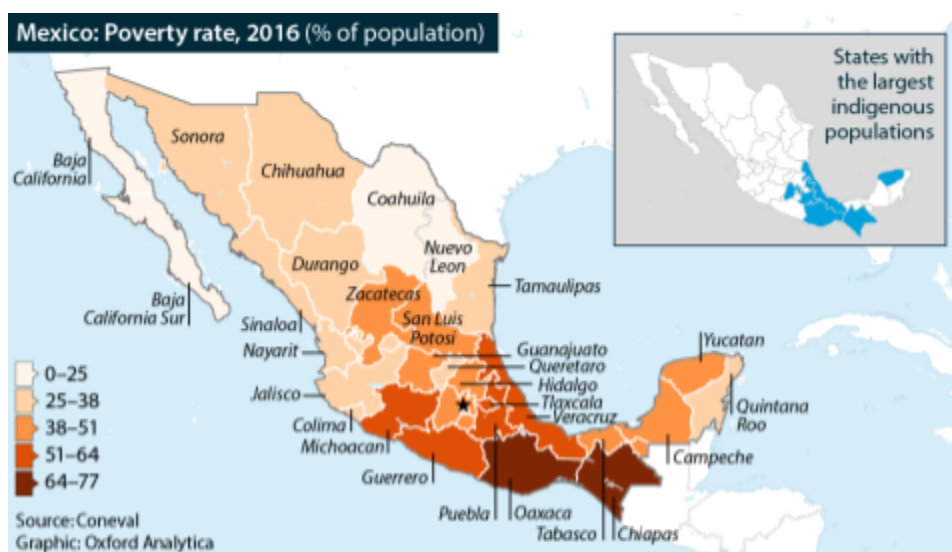 Mexico: Poverty rate, 2016 (% of population)
States with
the largest
indigenous
populations
Sonora
Baja
California
Chihuahua
Coahuila
Nuevo
Leon
Durango
Zacatecas
Tamaulipas
Baja
California Sur
Sinaloa
San Luis
Potosi
Nayarit
Guanajuato
Queretaro
Yucatan
Hidalgo
Jalisco
Tlaxcala
Veracruz
Quintana
Roo
Colima
Michoacan
Campeche
Guerrero
Puebla
Oaxaca
Tabasco
Chiapas
0–25
25–38
38–51
51–64
64–77
Source: Coneval
Graphic: Oxford Analytica